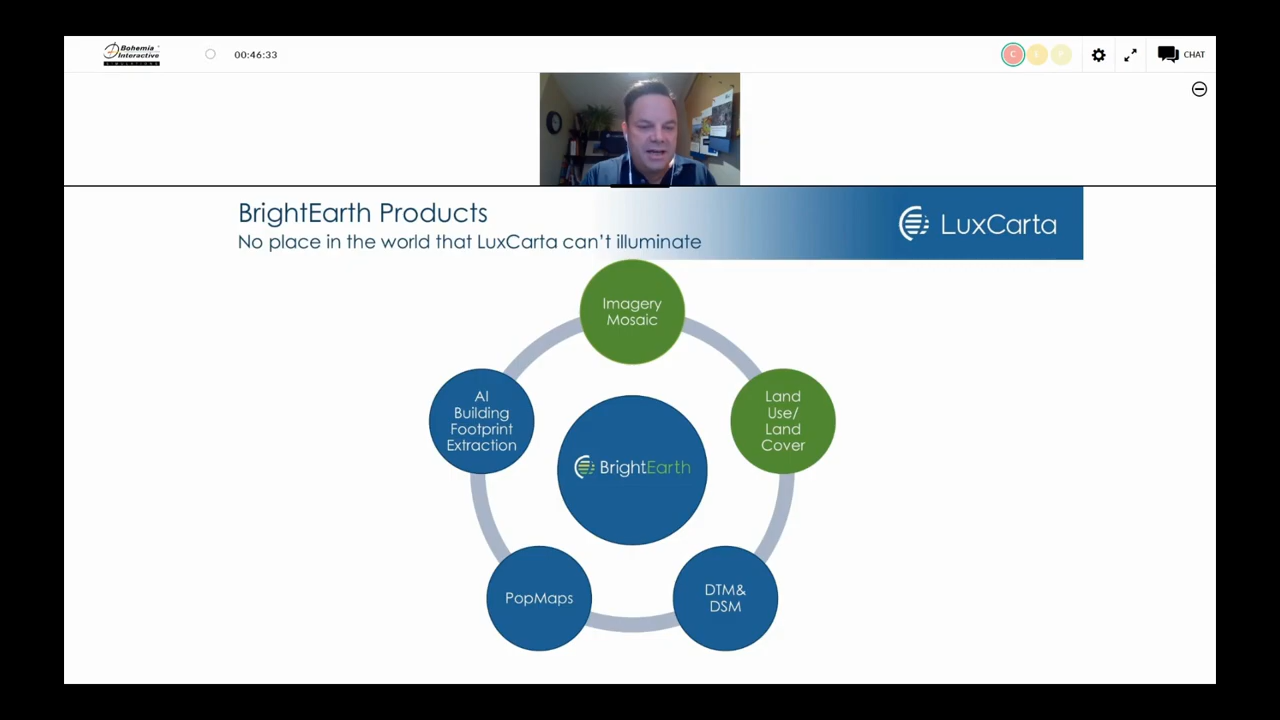 Bohemia
Interactive
SIMULATIONS
00:46:33
C
CHAT
BrightEarth Products
No place in the world that LuxCarta can't illuminate
LuxCarta
Imagery
Mosaic
AI
Building
Footprint
Extraction
Land
Use/
Land
Cover
BrightEarth
PopMaps
DTM&
DSM